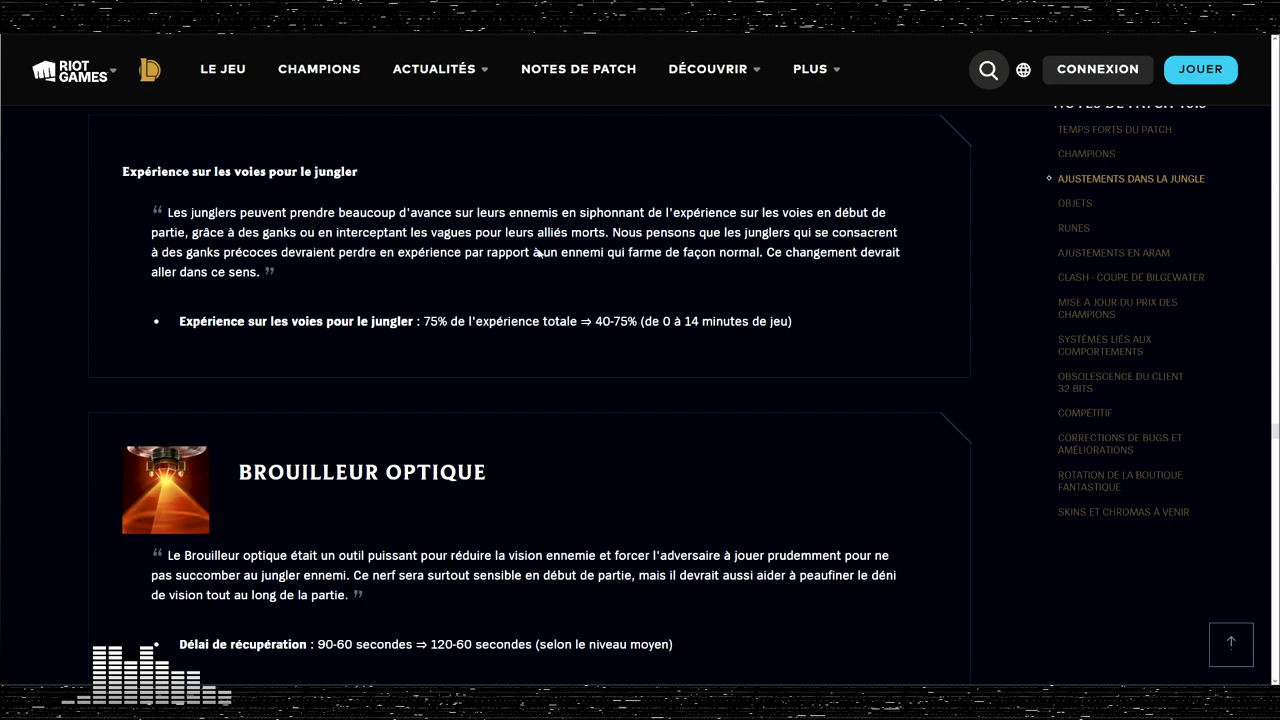 RIOT GAMES
LE JEU
CHAMPIONS
ACTUALITÉS
NOTES DE PATCH
DÉCOUVRIR
PLUS
CONNEXION
JOUER
Expérience sur les voies pour le jungler
“ Les junglers peuvent prendre beaucoup d'avance sur leurs ennemis en siphonnant de l'expérience sur les voies en début de
partie, grâce à des ganks ou en interceptant les vagues pour leurs alliés morts. Nous pensons que les junglers qui se consacrent
à des ganks précoces devraient perdre en expérience par rapport à un ennemi qui farme de façon normal. Ce changement devrait
aller dans ce sens. ”
• Expérience sur les voies pour le jungler : 75% de l'expérience totale ⇒ 40-75% (de 0 à 14 minutes de jeu)
BROUILLEUR OPTIQUE
“ Le Brouilleur optique était un outil puissant pour réduire la vision ennemie et forcer l'adversaire à jouer prudemment pour ne
pas succomber au jungler ennemi. Ce nerf sera surtout sensible en début de partie, mais il devrait aussi aider à peaufiner le déni
de vision tout au long de la partie. ”
• Délai de récupération : 90-60 secondes ⇒ 120-60 secondes (selon le niveau moyen)
TEMPS FORTS DU PATCH
CHAMPIONS
AJUSTEMENTS DANS LA JUNGLE
OBJETS
RUNES
AJUSTEMENTS EN ARAM
CLASH - COUPE DE BILGEWATER
MISE À JOUR DU PRIX DES
CHAMPIONS
SYSTÈMES LIÉS AUX
COMPORTEMENTS
OBSOLESCENCE DU CLIENT
32 BITS
COMPÉTITIF
CORRECTIONS DE BUGS ET
AMÉLIORATIONS
ROTATION DE LA BOUTIQUE
FANTASTIQUE
SKINS ET CHROMAS À VENIR